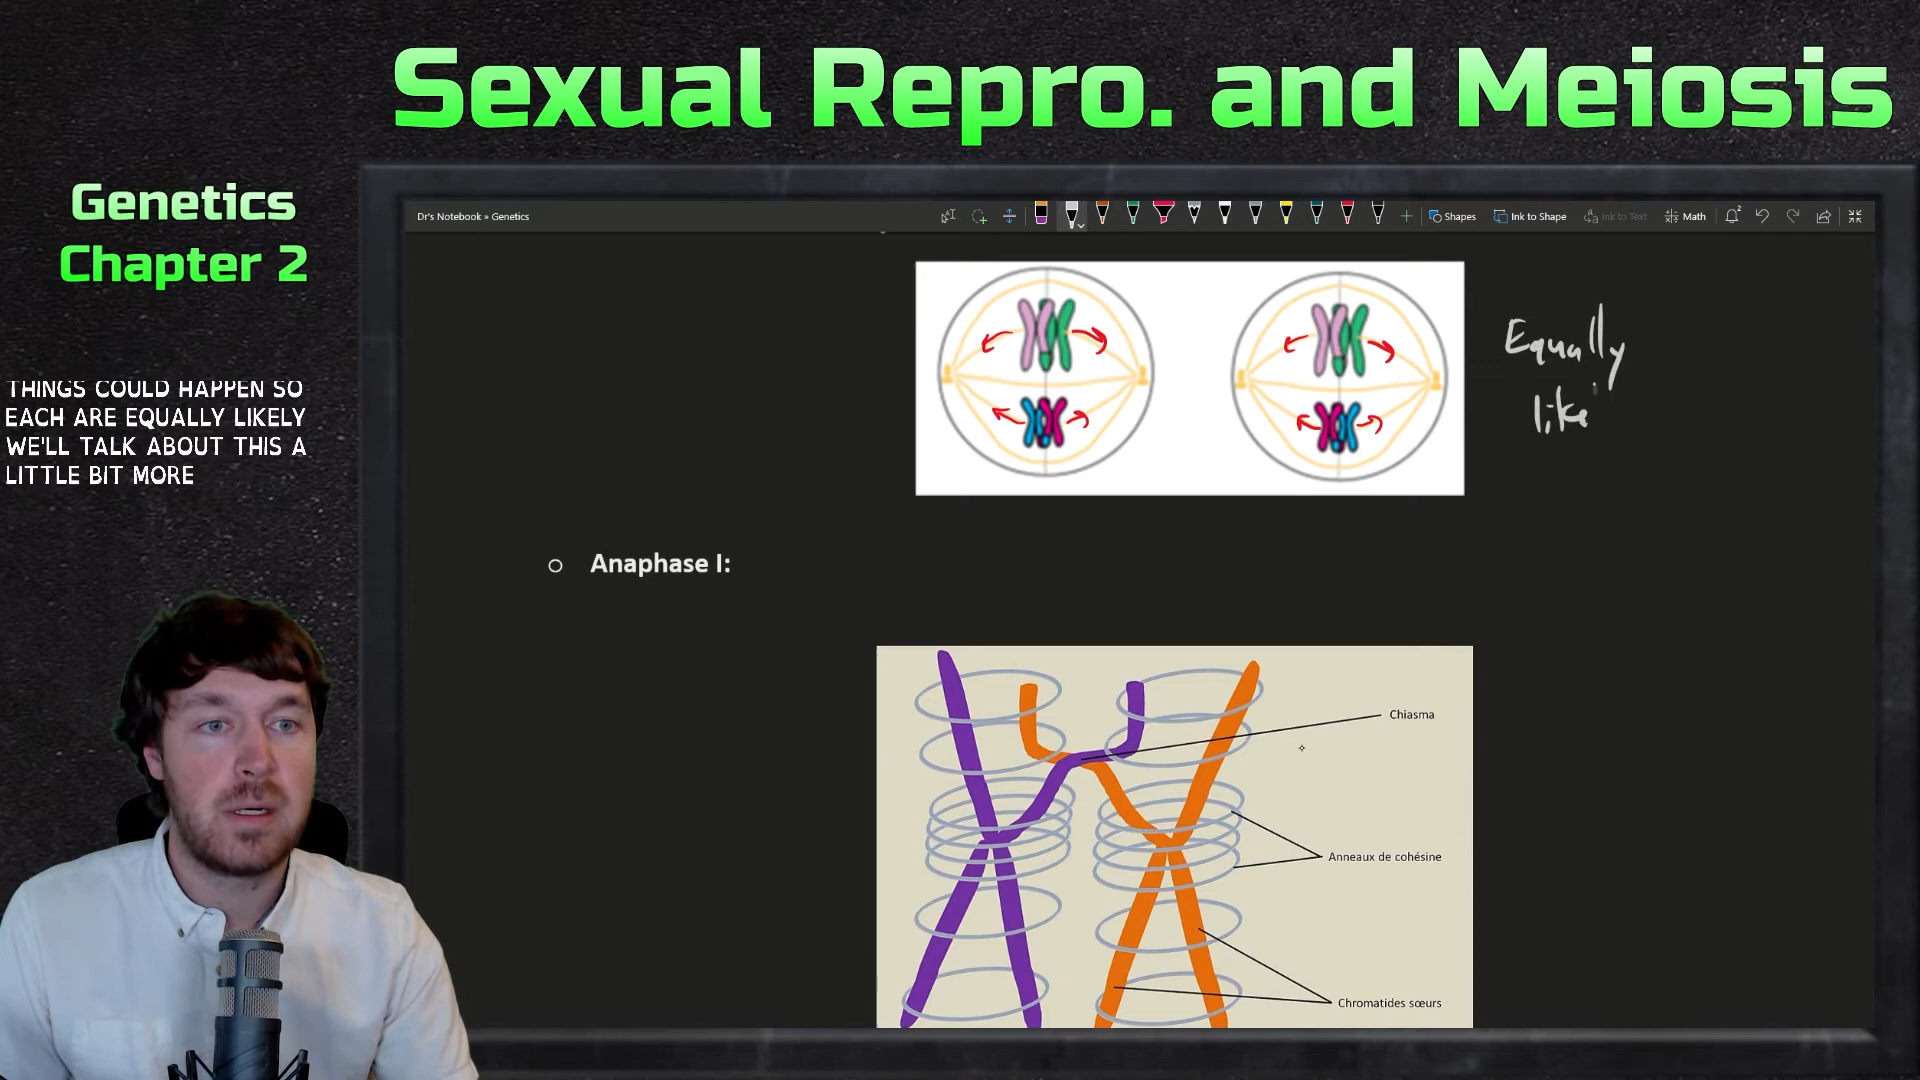 Sexual Repro. and Meiosis
Genetics
Chapter 2
THINGS COULD HAPPEN SO
EACH ARE EQUALLY LIKELY
WE'LL TALK ABOUT THIS A
LITTLE BIT MORE
Dr's Notebook » Genetics
Shapes
Ink to Shape
Ink to Text
Math
2
Equally
like
Anaphase I:
Chiasma
Anneaux de cohésine
Chromatides sœurs